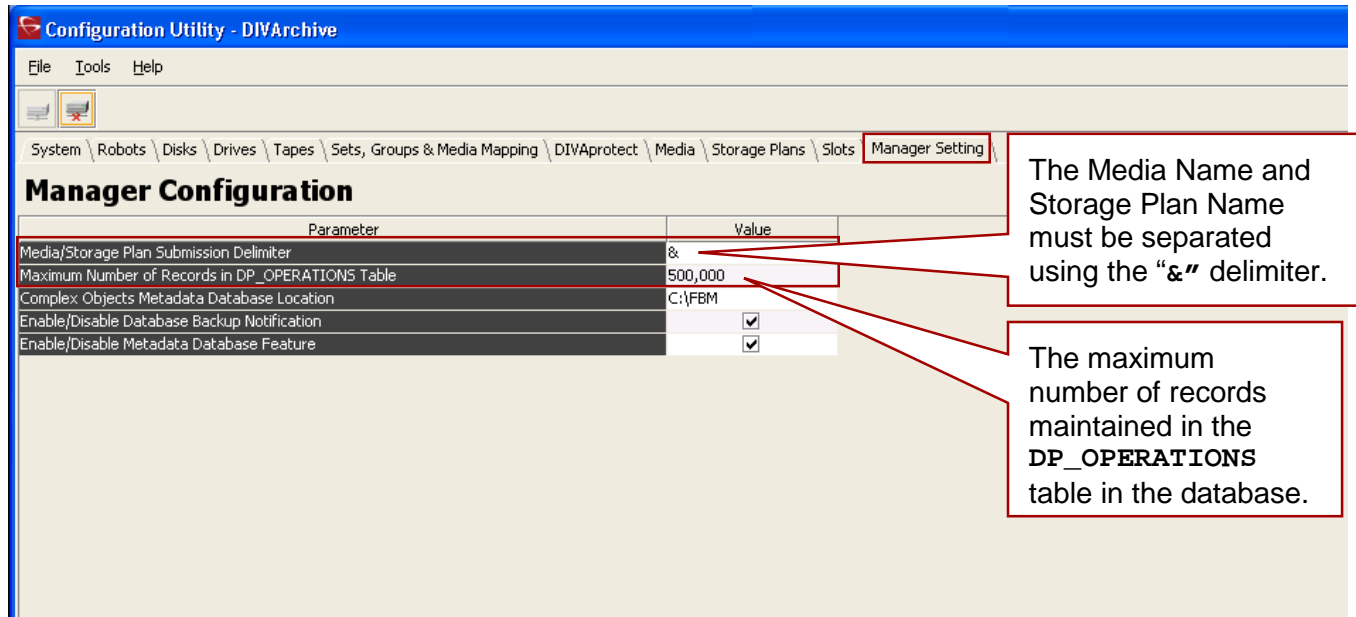 Configuration Utility - DIVArchive
File Tools Help
System \ Robots \ Disks \ Drives \ Tapes \ Sets, Groups & Media Mapping \ DIVAprotect \ Media \ Storage Plans \ Slots \ Manager Setting \
Manager Configuration
Parameter Value
Media/Storage Plan Submission Delimiter &
Maximum Number of Records in DP_OPERATIONS Table 500,000
Complex Objects Metadata Database Location C:\FBM
Enable/Disable Database Backup Notification
Enable/Disable Metadata Database Feature
The Media Name and
Storage Plan Name
must be separated
using the “&” delimiter.
The maximum
number of records
maintained in the
DP_OPERATIONS
table in the database.